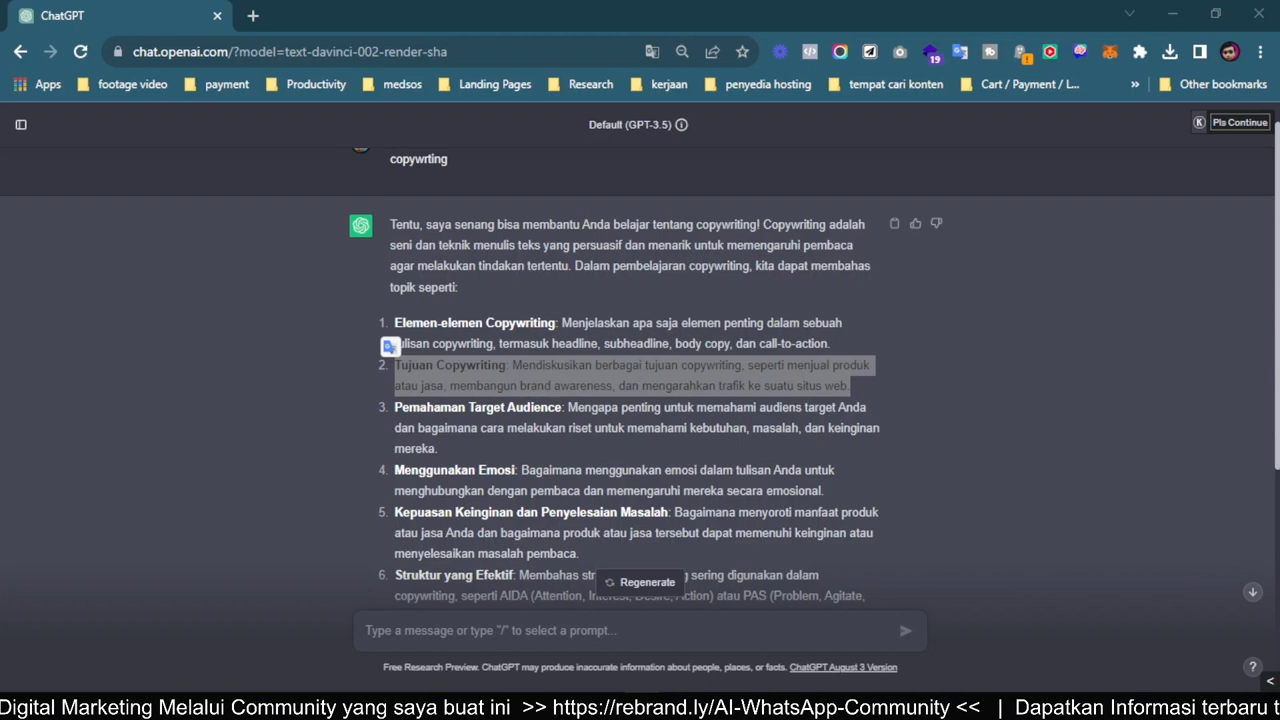 ChatGPT
chat.openai.com/?model=text-davinci-002-render-sha
19
Apps footage video payment Productivity medsos Landing Pages Research kerjaan penyedia hosting tempat cari konten Cart / Payment / L... » Other bookmarks
Default (GPT-3.5)
K Pls Continue
copywrting
Tentu, saya senang bisa membantu Anda belajar tentang copywriting! Copywriting adalah
seni dan teknik menulis teks yang persuasif dan menarik untuk memengaruhi pembaca
agar melakukan tindakan tertentu. Dalam pembelajaran copywriting, kita dapat membahas
topik seperti:
1. Elemen-elemen Copywriting: Menjelaskan apa saja elemen penting dalam sebuah
tulisan copywriting, termasuk headline, subheadline, body copy, dan call-to-action.
2. Tujuan Copywriting: Mendiskusikan berbagai tujuan copywriting, seperti menjual produk
atau jasa, membangun brand awareness, dan mengarahkan trafik ke suatu situs web.
3. Pemahaman Target Audience: Mengapa penting untuk memahami audiens target Anda
dan bagaimana cara melakukan riset untuk memahami kebutuhan, masalah, dan keinginan
mereka.
4. Menggunakan Emosi: Bagaimana menggunakan emosi dalam tulisan Anda untuk
menghubungkan dengan pembaca dan memengaruhi mereka secara emosional.
5. Kepuasan Keinginan dan Penyelesaian Masalah: Bagaimana menyoroti manfaat produk
atau jasa Anda dan bagaimana produk atau jasa tersebut dapat memenuhi keinginan atau
menyelesaikan masalah pembaca.
6. Struktur yang Efektif: Membahas sering digunakan dalam
Regenerate
copywriting, seperti AIDA (Attention, Interest, Desire, Action) atau PAS (Problem, Agitate,
Type a message or type "/" to select a prompt...
Free Research Preview. ChatGPT may produce inaccurate information about people, places, or facts. ChatGPT August 3 Version
?
<
Digital Marketing Melalui Community yang saya buat ini >> https://rebrand.ly/AI-WhatsApp-Community << | Dapatkan Informasi terbaru t